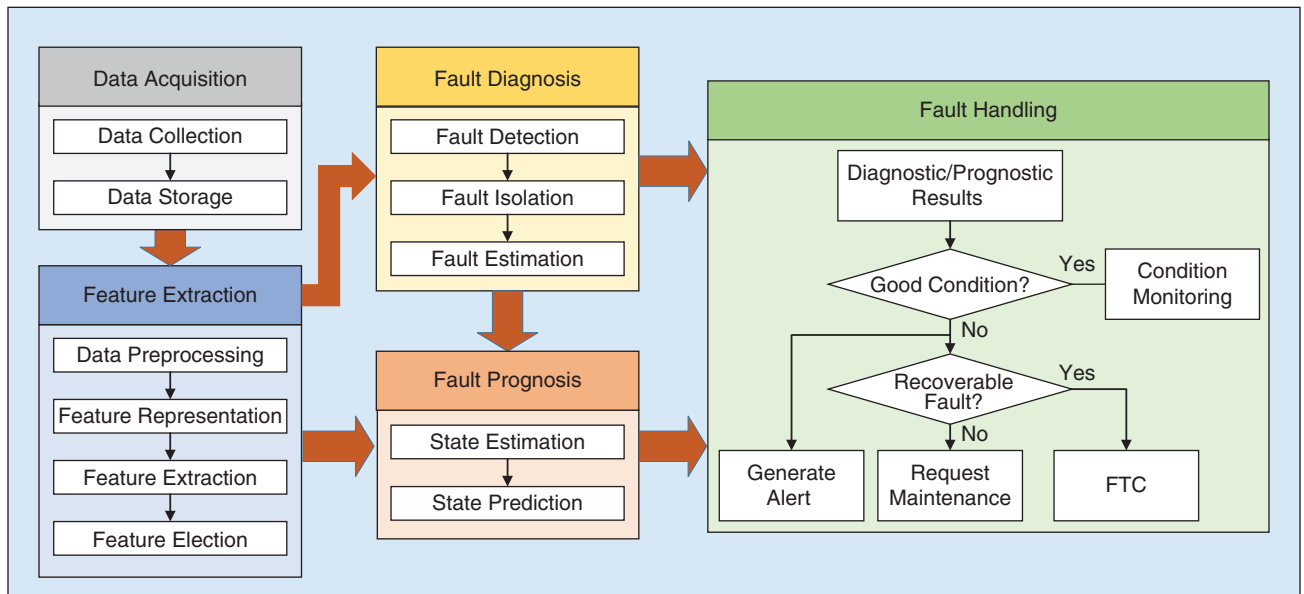 Data Acquisition
Data Collection
Data Storage
Feature Extraction
Data Preprocessing
Feature Representation
Feature Extraction
Feature Election
Fault Diagnosis
Fault Detection
Fault Isolation
Fault Estimation
Fault Prognosis
State Estimation
State Prediction
Fault Handling
Diagnostic/Prognostic
Results
Good Condition?
Yes
Condition
Monitoring
No
Recoverable
Fault?
Yes
No
Generate
Alert
Request
Maintenance
FTC